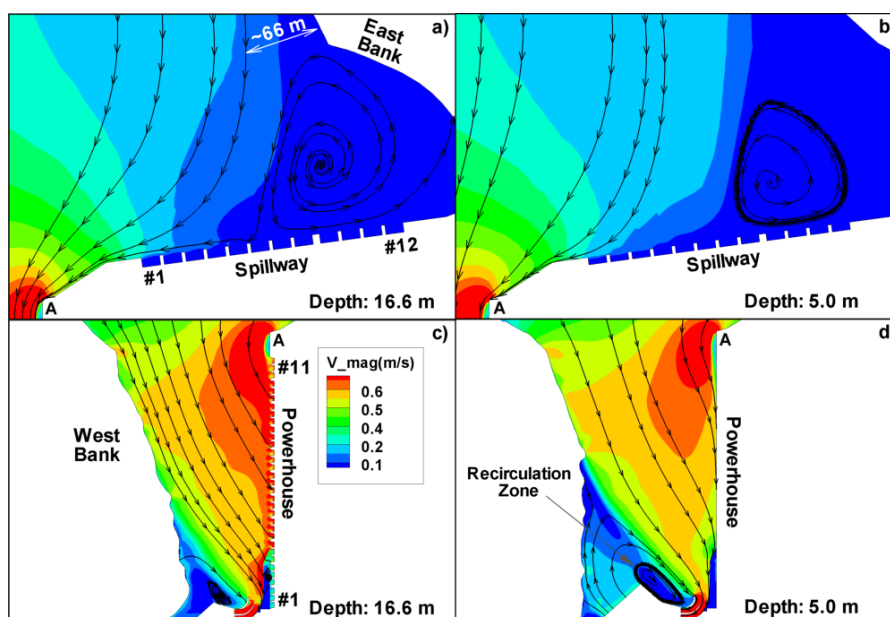 a)
~66 m
East
Bank
#12
#1
Spillway
A
Depth: 16.6 m
b)
Spillway
A
Depth: 5.0 m
c)
A
#11
V_mag(m/s)
0.6
0.5
0.4
0.2
0.1
West
Bank
Powerhouse
#1
Depth: 16.6 m
d)
A
Powerhouse
Recirculation
Zone
Depth: 5.0 m